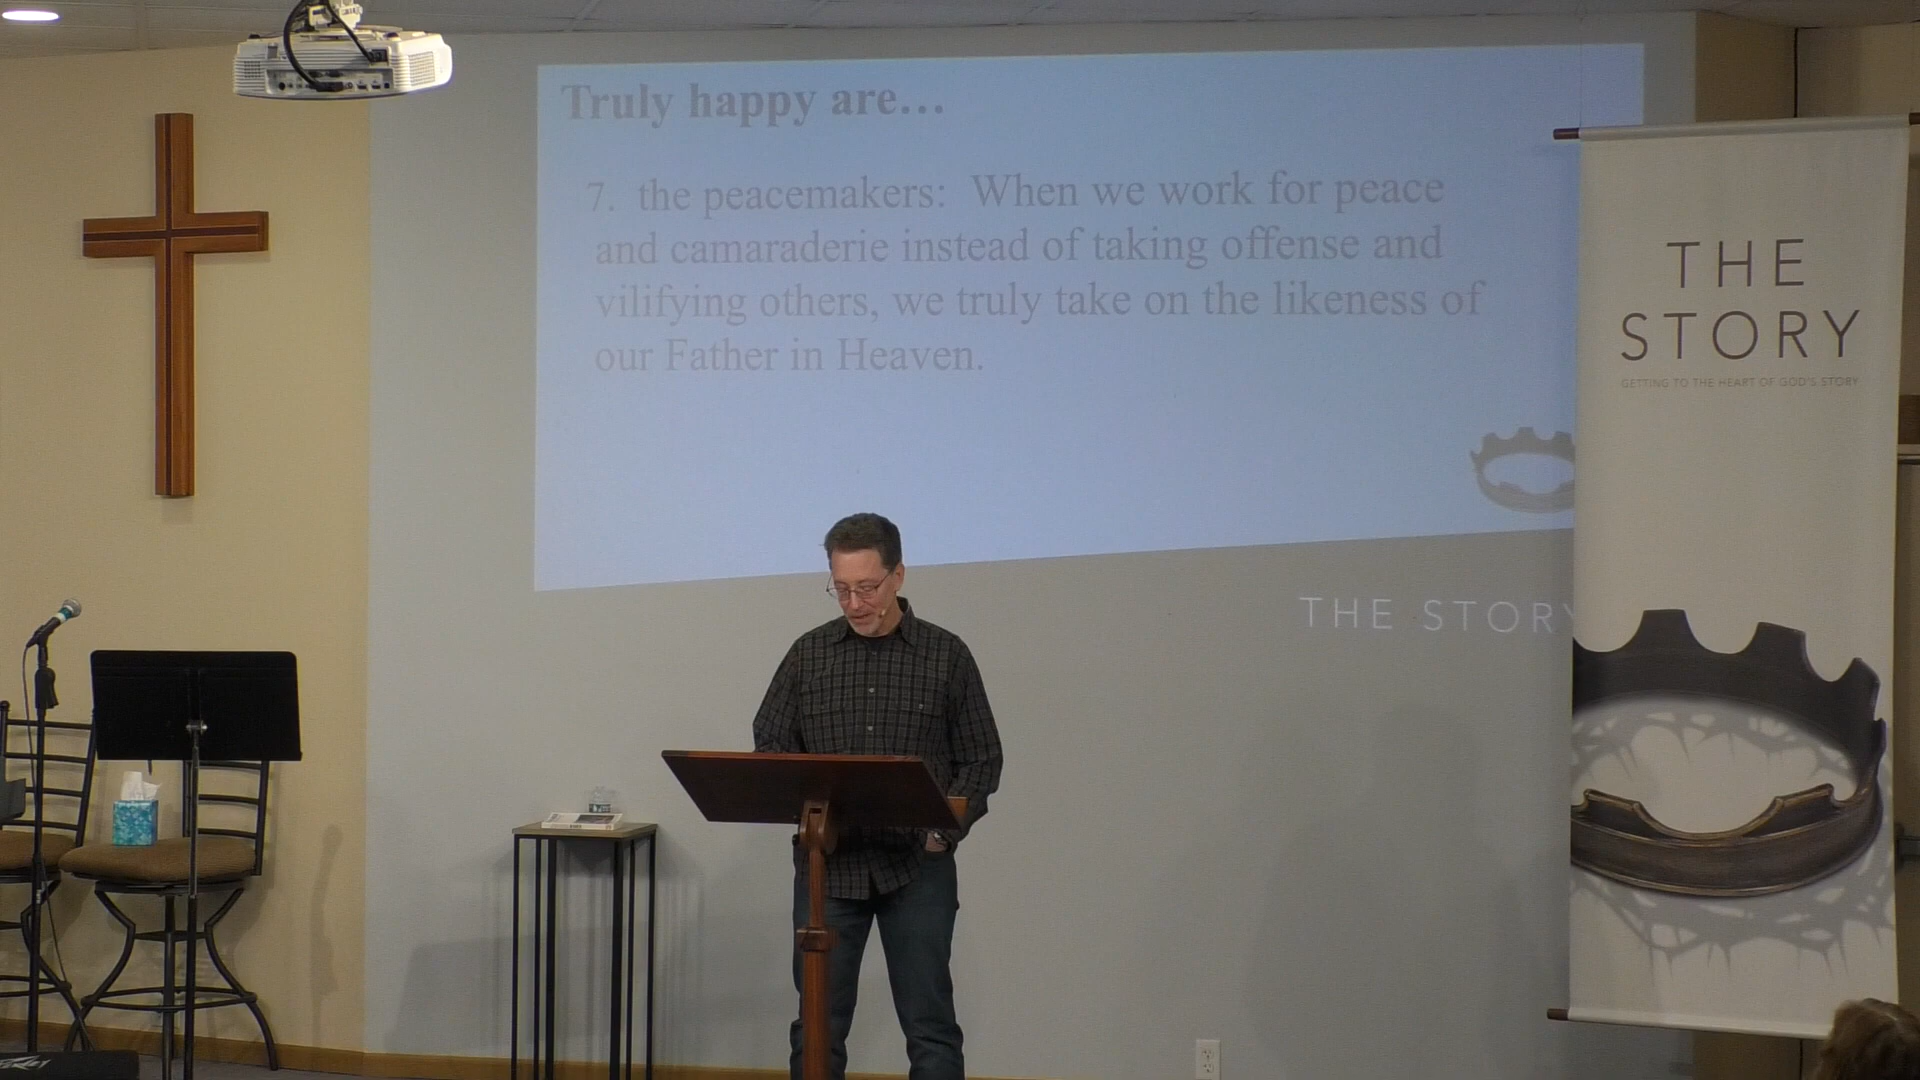 Truly happy are...
7. the peacemakers: When we work for peace
and camaraderie instead of taking offense and
vilifying others, we truly take on the likeness of
our Father in Heaven.
THE STORY
THE
STORY
GETTING TO THE HEART OF GOD'S STORY